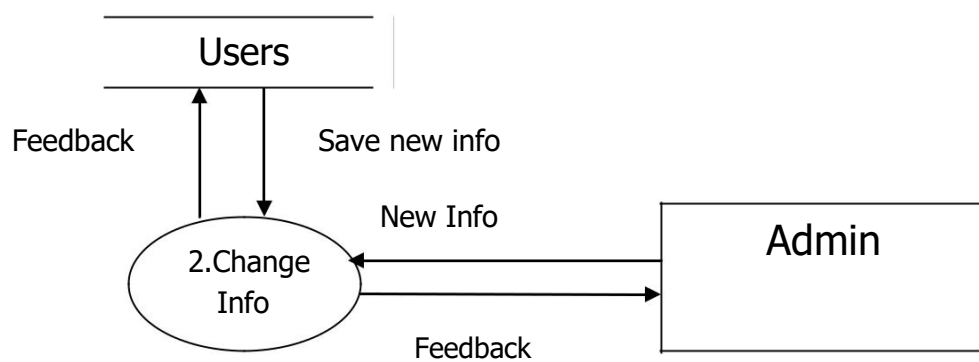 Users
Feedback
Save new info
New Info
Admin
2.Change
Info
Feedback